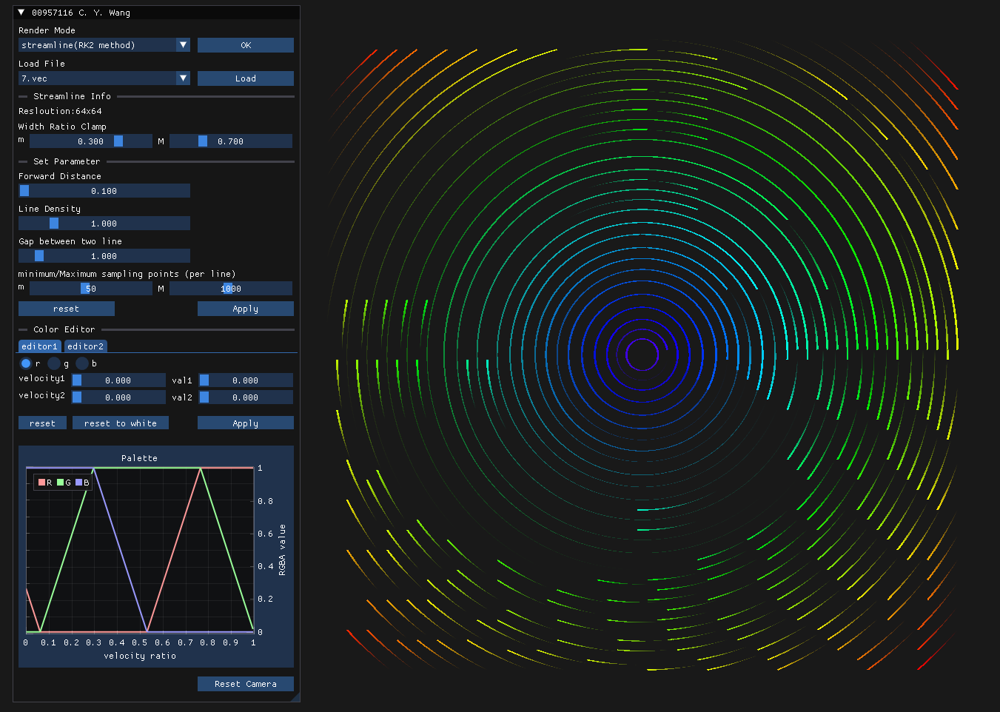 00957116 C. Y. Wang
Render Mode
streamline(RK2 method) OK
Load File
7.vec Load
Streamline Info
Resloution:64x64
Width Ratio Clamp
m 0.300 M 0.700
Set Parameter
Forward Distance
0.100
Line Density
1.000
Gap between two line
1.000
minimum/Maximum sampling points (per line)
m 50 M 1000
reset Apply
Color Editor
editor1 editor2
r g b
velocity1 0.000 val1 0.000
velocity2 0.000 val2 0.000
reset reset to white Apply
Palette
R G B
1
0.8
0.6
0.4
0.2
0
RGBA value
0 0.1 0.2 0.3 0.4 0.5 0.6 0.7 0.8 0.9 1
velocity ratio
Reset Camera